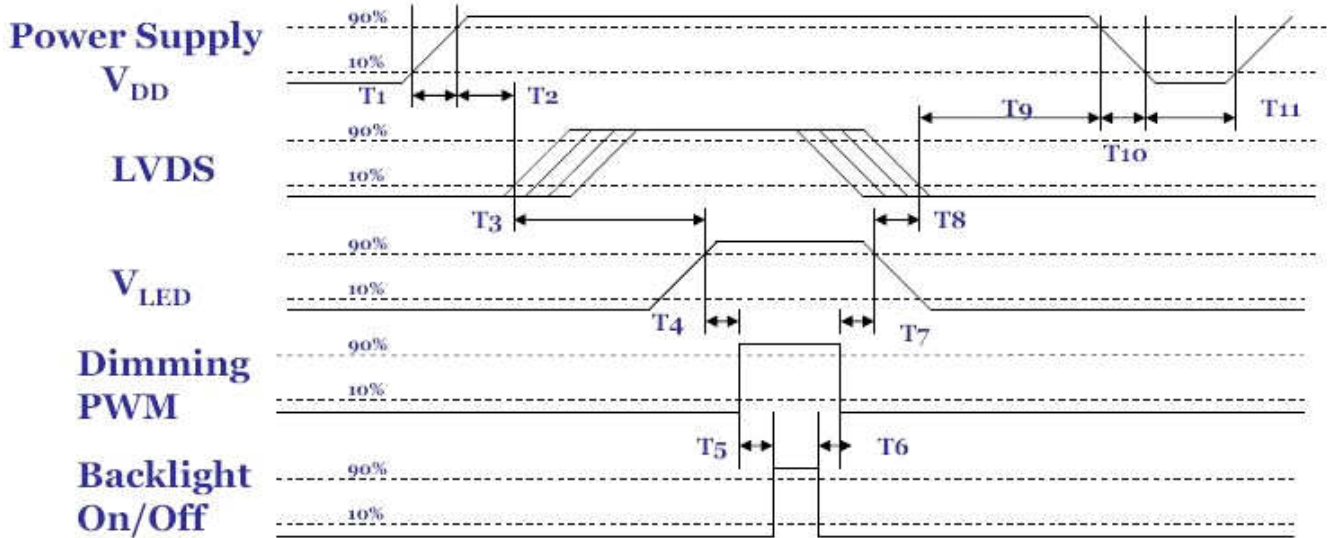 90%
Power Supply
V_DD
10%
T1 T2 T9 T11
90%
T10
LVDS
10%
T3 T8
90%
V_LED
10%
T4 T7
90%
Dimming
10%
PWM
T5 T6
90%
Backlight
On/Off
10%